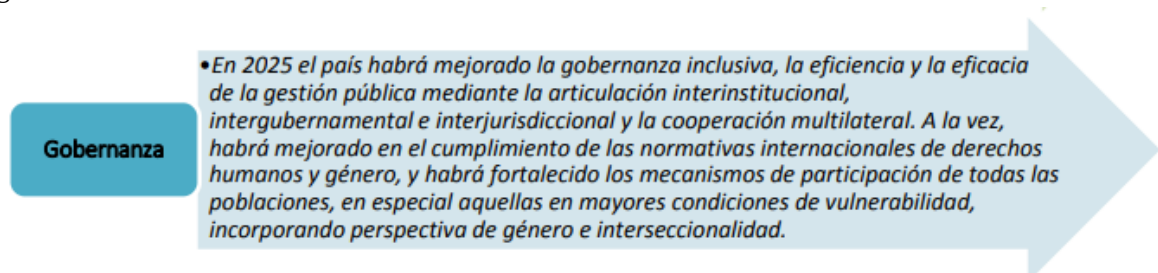 Gobernanza
•En 2025 el país habrá mejorado la gobernanza inclusiva, la eficiencia y la eficacia
de la gestión pública mediante la articulación interinstitucional,
intergubernamental e interjurisdiccional y la cooperación multilateral. A la vez,
habrá mejorado en el cumplimiento de las normativas internacionales de derechos
humanos y género, y habrá fortalecido los mecanismos de participación de todas las
poblaciones, en especial aquellas en mayores condiciones de vulnerabilidad,
incorporando perspectiva de género e interseccionalidad.